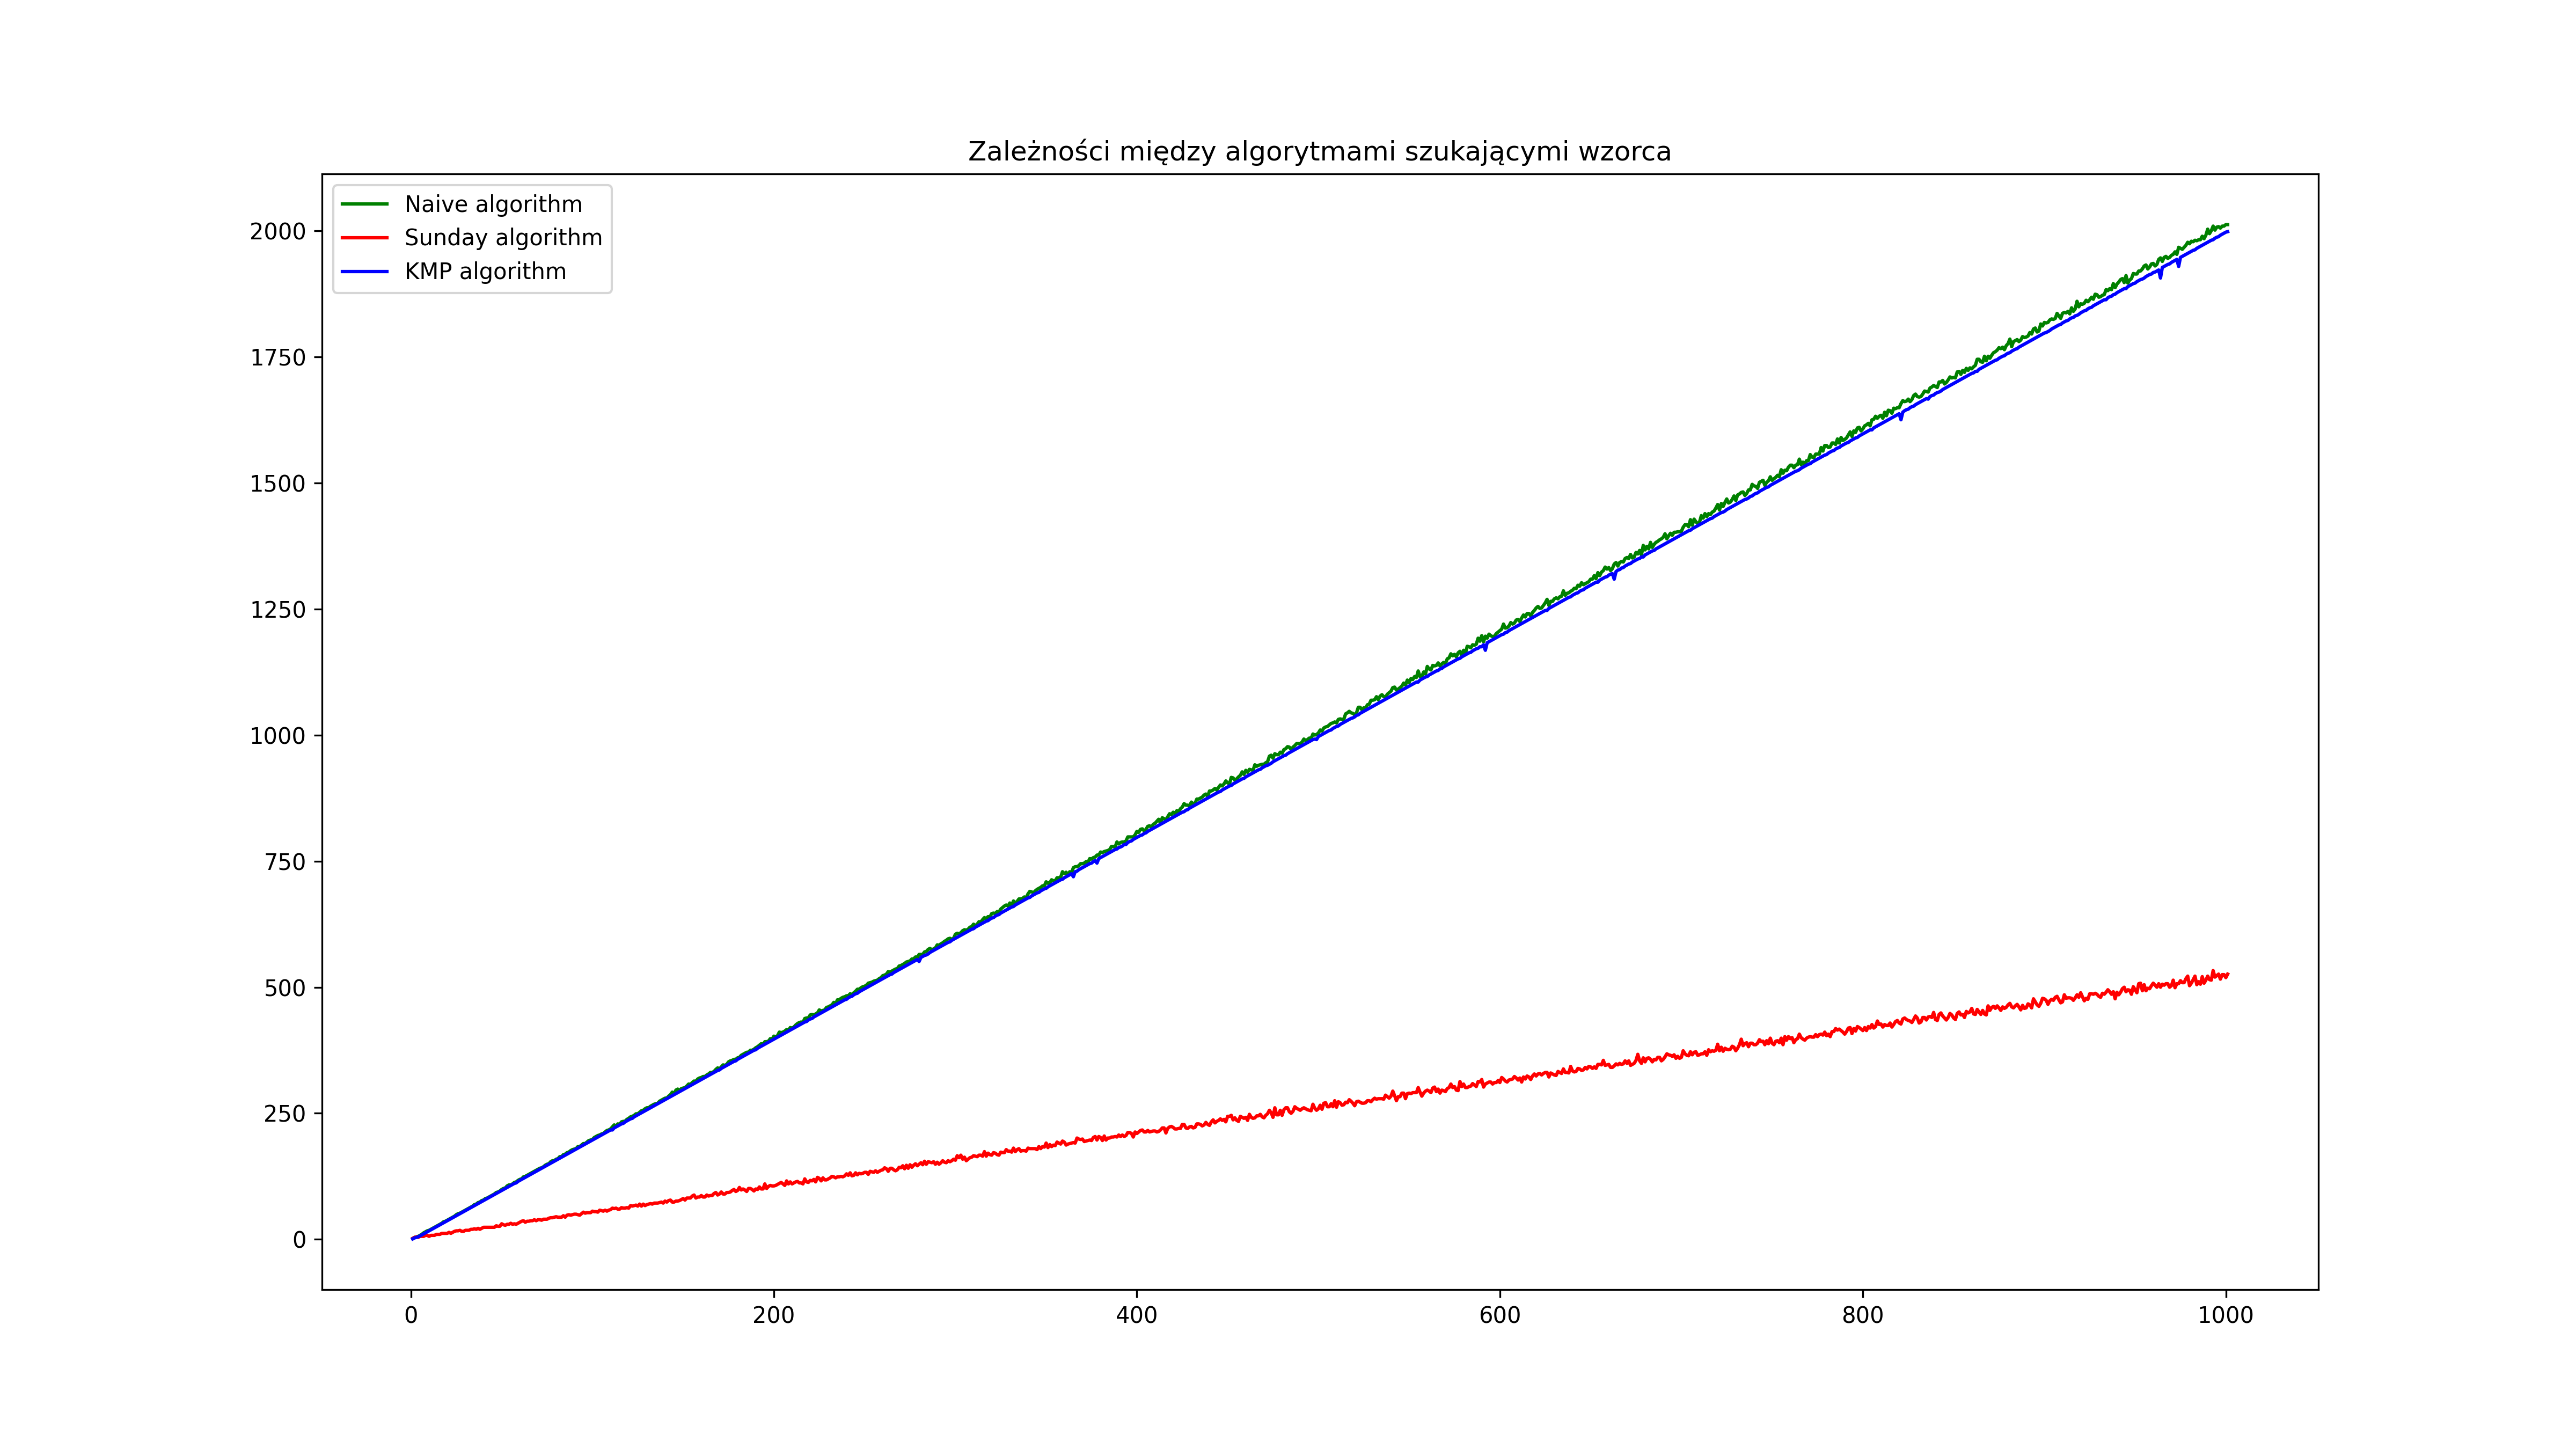 Zależności między algorytmami szukającymi wzorca
Naive algorithm
Sunday algorithm
KMP algorithm
2000
1750
1500
1250
1000
750
500
250
0
0 200 400 600 800 1000